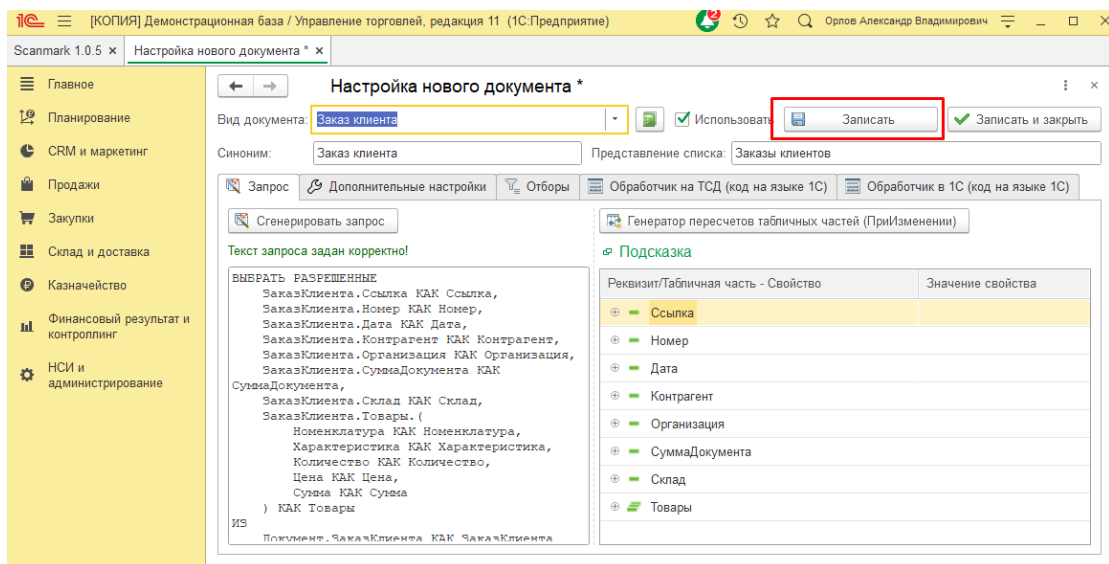 1С [КОПИЯ] Демонстрационная база / Управление торговлей, редакция 11 (1С:Предприятие) 2 Орлов Александр Владимирович
Scanmark 1.0.5 × Настройка нового документа * ×
Главное
Планирование
CRM и маркетинг
Продажи
Закупки
Склад и доставка
Казначейство
Финансовый результат и
контроллинг
НСИ и
администрирование
Настройка нового документа *
Вид документа: Заказ клиента Использовать Записать Записать и закрыть
Синоним: Заказ клиента Представление списка: Заказы клиентов
Запрос Дополнительные настройки Отборы Обработчик на ТСД (код на языке 1С) Обработчик в 1С (код на языке 1С)
Сгенерировать запрос Генератор пересчетов табличных частей (ПриИзменении)
Текст запроса задан корректно!
ВЫБРАТЬ РАЗРЕШЕННЫЕ
ЗаказКлиента.Ссылка КАК Ссылка,
ЗаказКлиента.Номер КАК Номер,
ЗаказКлиента.Дата КАК Дата,
ЗаказКлиента.Контрагент КАК Контрагент,
ЗаказКлиента.Организация КАК Организация,
ЗаказКлиента.СуммаДокумента КАК
СуммаДокумента,
ЗаказКлиента.Склад КАК Склад,
ЗаказКлиента.Товары.(
Номенклатура КАК Номенклатура,
Характеристика КАК Характеристика,
Количество КАК Количество,
Цена КАК Цена,
Сумма КАК Сумма
) КАК Товары
ИЗ
Документ.ЗаказКлиента КАК ЗаказКлиента
Подсказка
Реквизит/Табличная часть - Свойство Значение свойства
Ссылка
Номер
Дата
Контрагент
Организация
СуммаДокумента
Склад
Товары